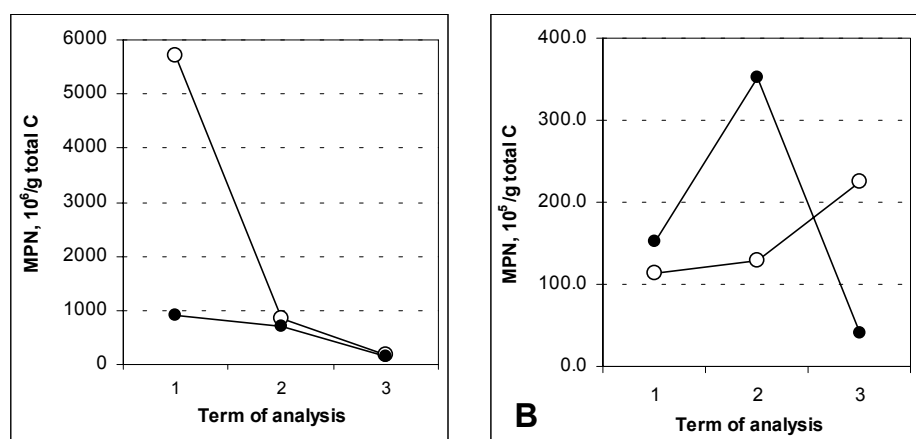 6000
5000
4000
3000
2000
1000
0
MPN, 10⁶/g total C
1 2 3
Term of analysis
400.0
300.0
200.0
100.0
0.0
MPN, 10⁵/g total C
1 2 3
B
Term of analysis